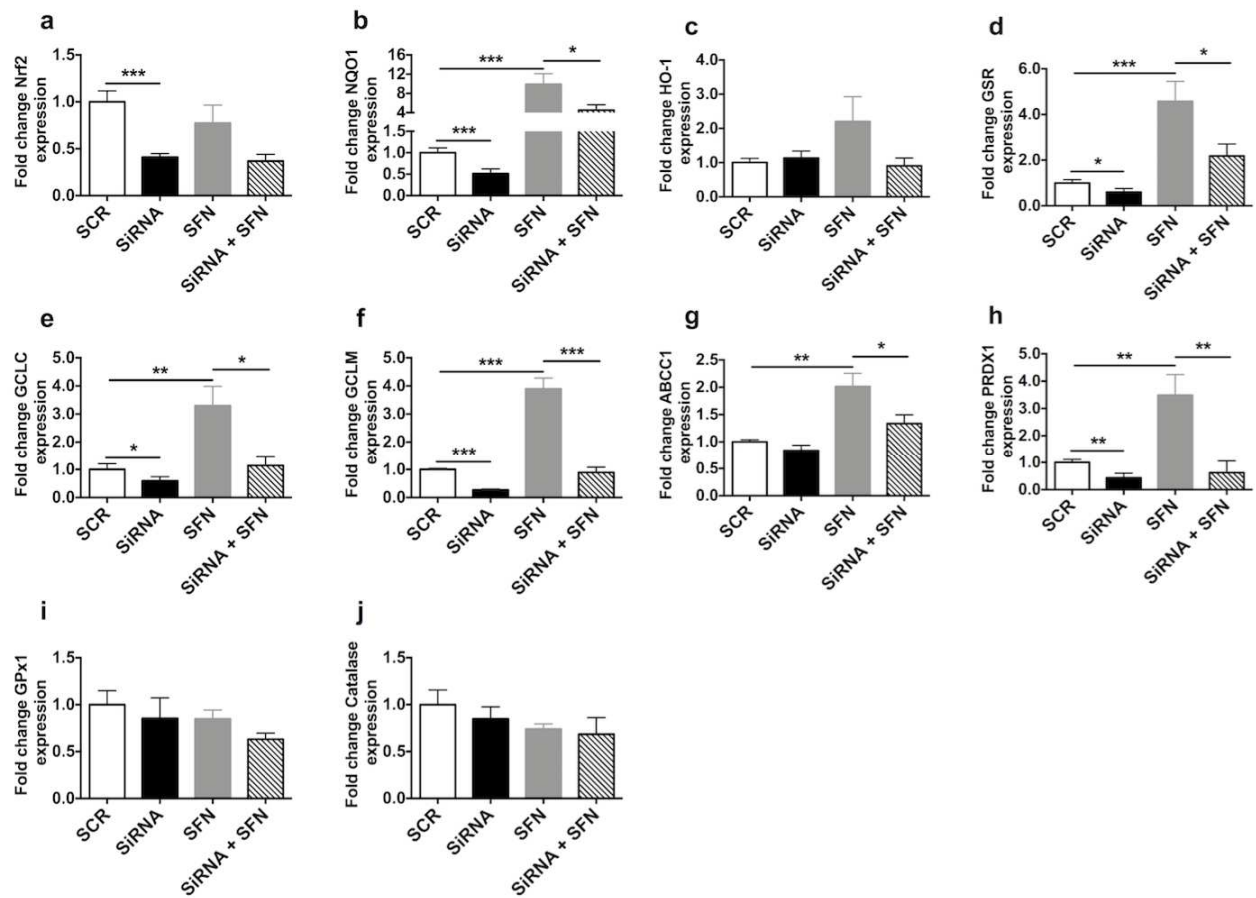 a
Fold change Nrf2
expression
1.5
1.0
0.5
0.0
***
SCR
SiRNA
SFN
SiRNA + SFN
b
Fold change NQO1
expression
16
12
8
4
1.5
1.0
0.5
0.0
***
*
***
SCR
SiRNA
SFN
SiRNA + SFN
c
Fold change HO-1
expression
4.0
3.0
2.0
1.0
0.0
SCR
SiRNA
SFN
SiRNA + SFN
d
Fold change GSR
expression
6.0
4.0
2.0
0.0
***
*
*
SCR
SiRNA
SFN
SiRNA + SFN
e
Fold change GCLC
expression
5.0
4.0
3.0
2.0
1.0
0.0
**
*
*
SCR
SiRNA
SFN
SiRNA + SFN
f
Fold change GCLM
expression
5.0
4.0
3.0
2.0
1.0
0.0
***
***
***
SCR
SiRNA
SFN
SiRNA + SFN
g
Fold change ABCC1
expression
2.5
2.0
1.5
1.0
0.5
0.0
**
*
SCR
SiRNA
SFN
SiRNA + SFN
h
Fold change PRDX1
expression
5.0
4.0
3.0
2.0
1.0
0.0
**
**
**
SCR
SiRNA
SFN
SiRNA + SFN
i
Fold change GPx1
expression
1.5
1.0
0.5
0.0
SCR
SiRNA
SFN
SiRNA + SFN
j
Fold change Catalase
expression
1.5
1.0
0.5
0.0
SCR
SiRNA
SFN
SiRNA + SFN